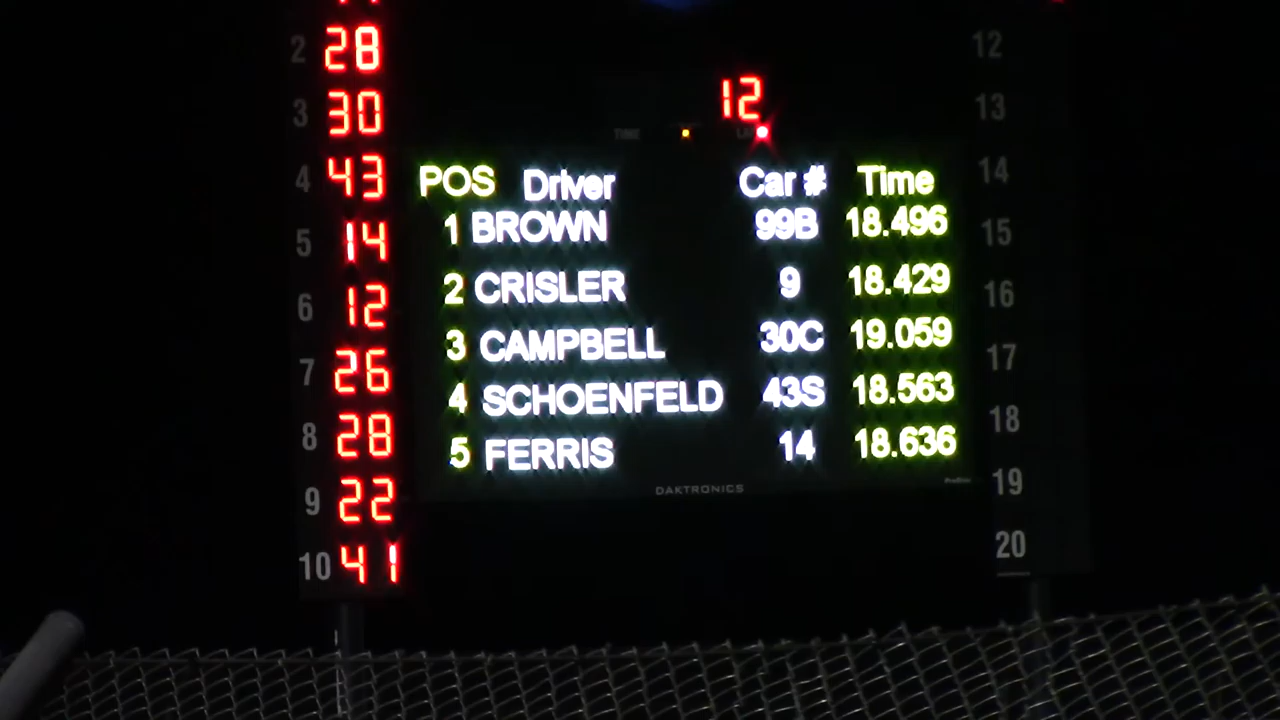 2 28 12
12
3 30 13
TIME LAP
4 43 14
POS Driver Car # Time
1 BROWN 99B 18.496
5 14 15
2 CRISLER 9 18.429
6 12 16
3 CAMPBELL 30C 19.059
7 26 17
4 SCHOENFELD 43S 18.563
8 28 18
5 FERRIS 14 18.636
DAKTRONICS
9 22 19
10 41 20